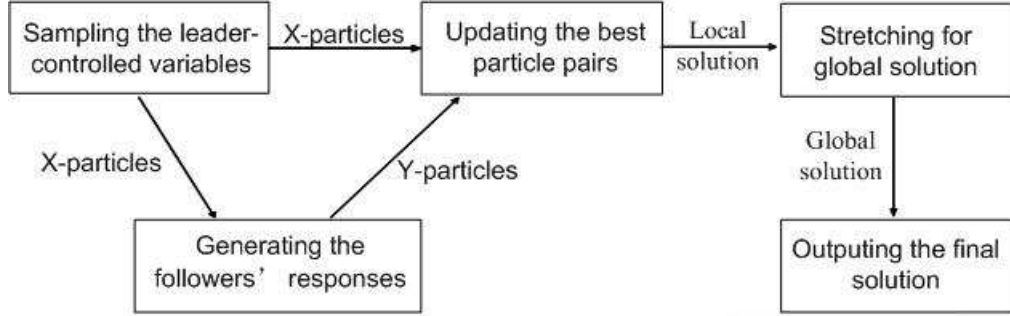 Sampling the leader-
controlled variables
X-particles
Updating the best
particle pairs
Local
solution
Stretching for
global solution
X-particles
Y-particles
Global
solution
Generating the
followers' responses
Outputing the final
solution